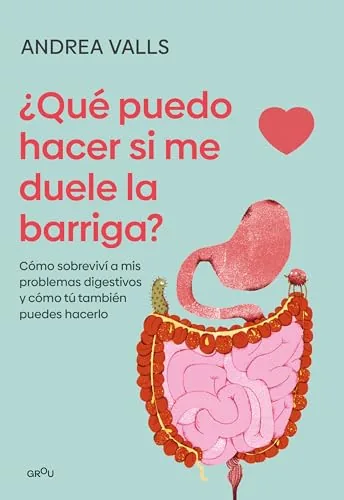 ANDREA VALLS
¿Qué puedo
hacer si me
duele la
barriga?
Cómo sobreviví a mis
problemas digestivos
y cómo tú también
puedes hacerlo
GROU